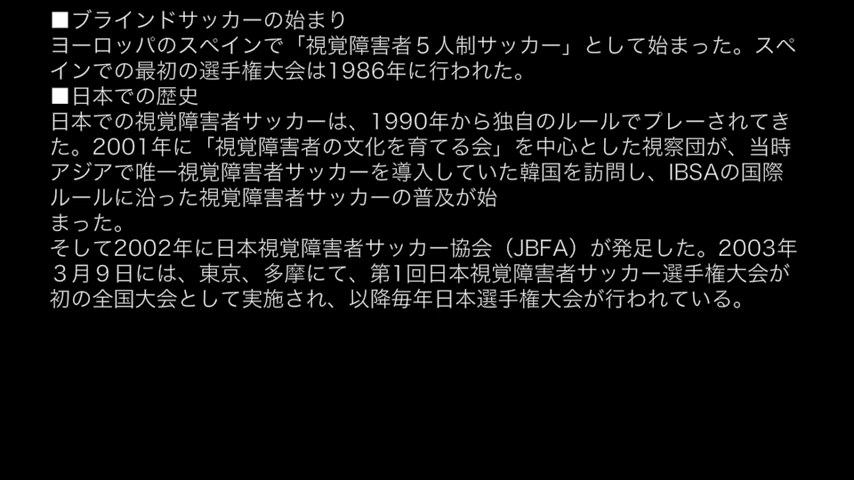 ■ブラインドサッカーの始まり
ヨーロッパのスペインで「視覚障害者５人制サッカー」として始まった。スペ
インでの最初の選手権大会は1986年に行われた。
■日本での歴史
日本での視覚障害者サッカーは、1990年から独自のルールでプレーされてき
た。2001年に「視覚障害者の文化を育てる会」を中心とした視察団が、当時
アジアで唯一視覚障害者サッカーを導入していた韓国を訪問し、IBSAの国際
ルールに沿った視覚障害者サッカーの普及が始
まった。
そして2002年に日本視覚障害者サッカー協会（JBFA）が発足した。2003年
３月９日には、東京、多摩にて、第1回日本視覚障害者サッカー選手権大会が
初の全国大会として実施され、以降毎年日本選手権大会が行われている。